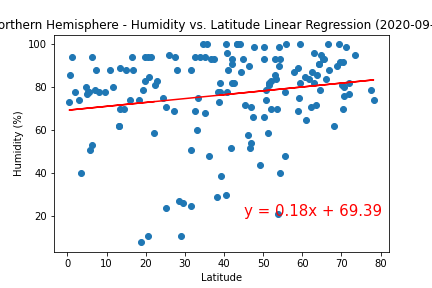 orthern Hemisphere - Humidity vs. Latitude Linear Regression (2020-09-
100
80
60
40
20
Humidity (%)
y = 0.18x + 69.39
0 10 20 30 40 50 60 70 80
Latitude